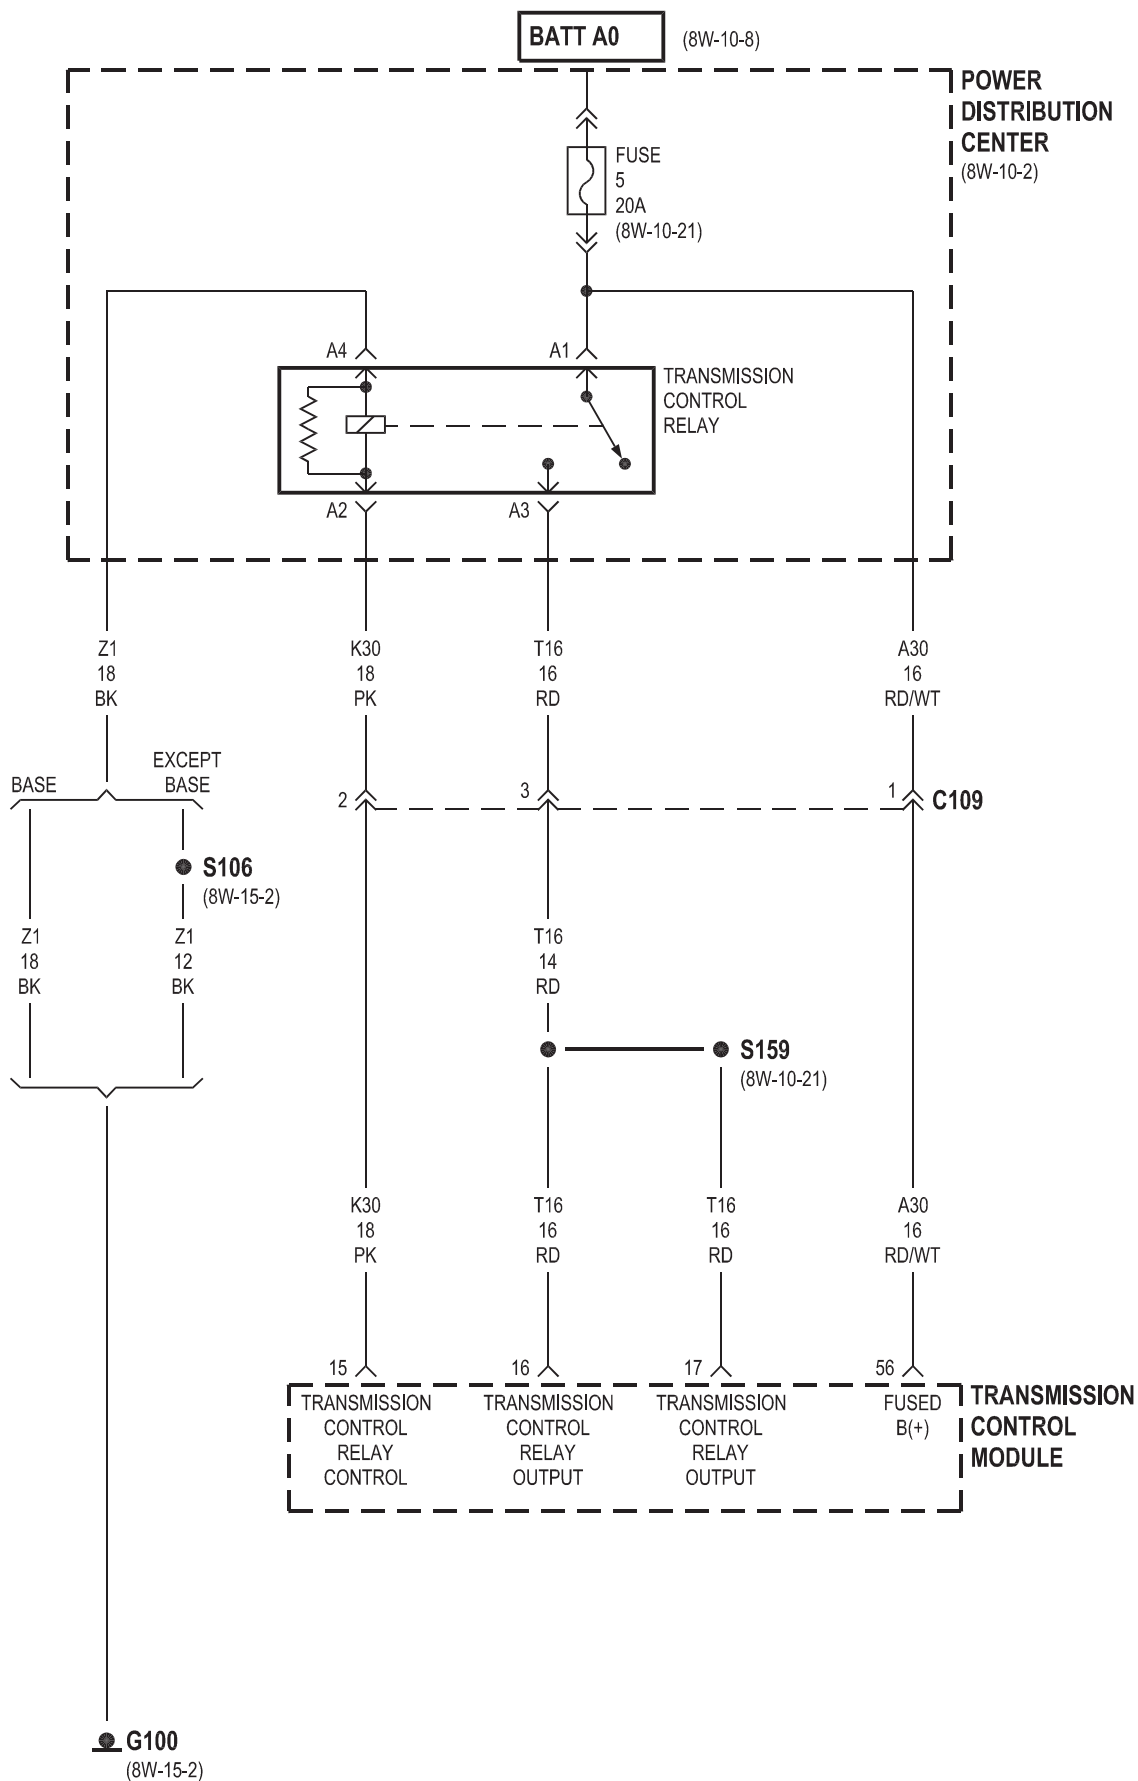 BATT A0
(8W-10-8)
POWER
DISTRIBUTION
CENTER
(8W-10-2)
FUSE
5
20A
(8W-10-21)
A4
A1
TRANSMISSION
CONTROL
RELAY
A2
A3
Z1
18
BK
K30
18
PK
T16
16
RD
A30
16
RD/WT
BASE
EXCEPT
BASE
2
3
1
C109
S106
(8W-15-2)
Z1
18
BK
Z1
12
BK
T16
14
RD
S159
(8W-10-21)
K30
18
PK
T16
16
RD
T16
16
RD
A30
16
RD/WT
15
16
17
56
TRANSMISSION
CONTROL
RELAY
CONTROL
TRANSMISSION
CONTROL
RELAY
OUTPUT
TRANSMISSION
CONTROL
RELAY
OUTPUT
FUSED
B(+)
TRANSMISSION
CONTROL
MODULE
G100
(8W-15-2)